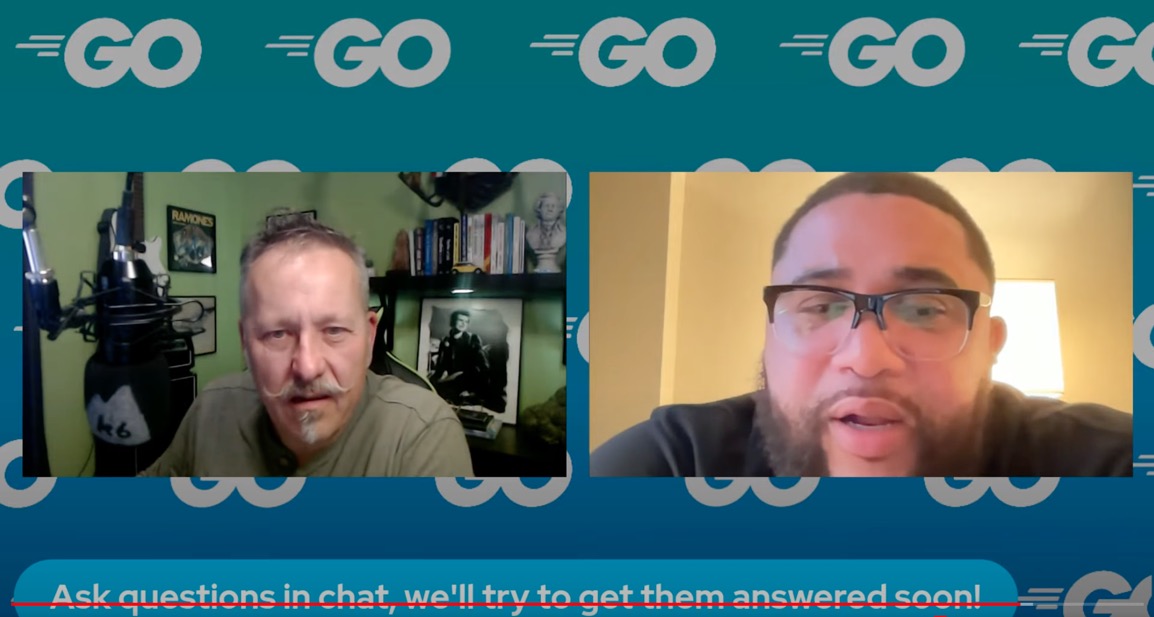 GO GO GO GO GO
RAMONES
k6
Ask questions in chat, we'll try to get them answered soon!
GO